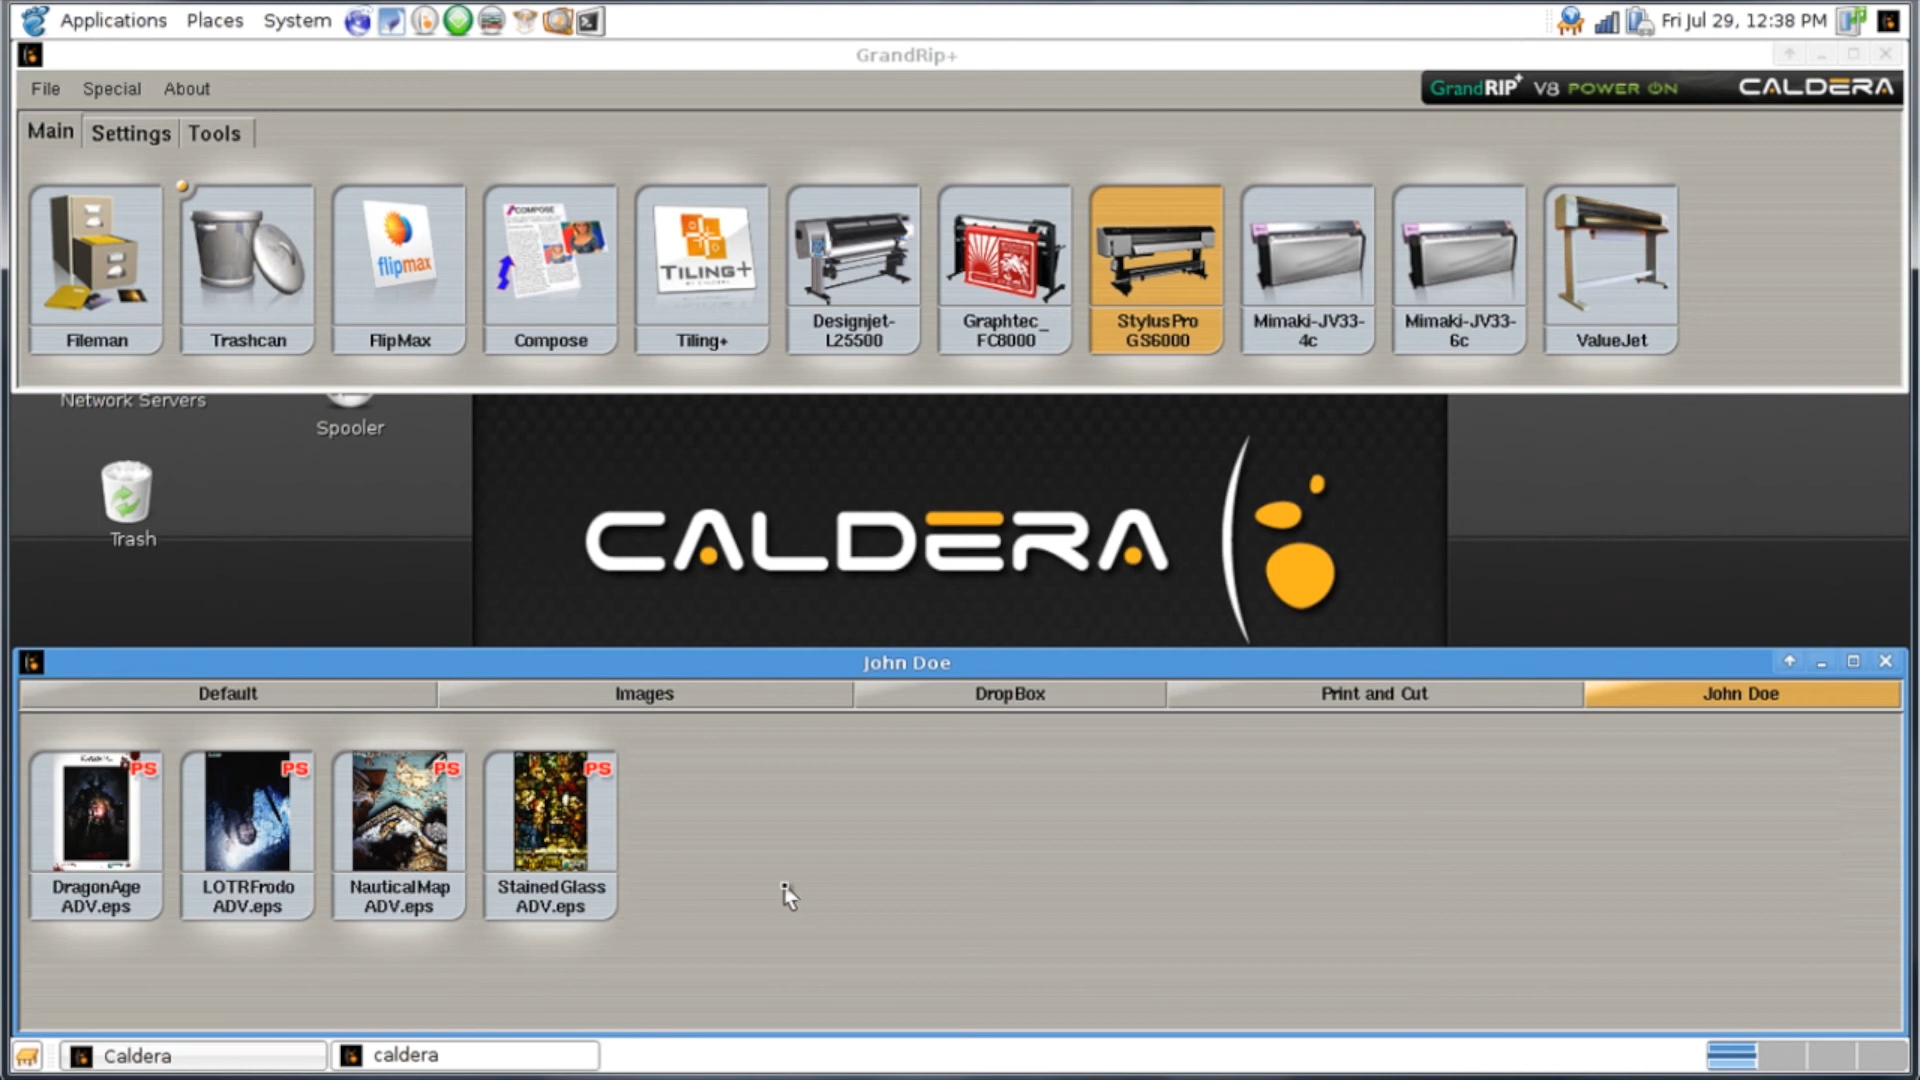 Applications Places System Fri Jul 29, 12:38 PM
GrandRip+
File Special About GrandRIP+ V8 POWER ON CALDERA
Main Settings Tools
COMPOSE
flipmax
TILING+
Fileman Trashcan FlipMax Compose Tiling+ Designjet-
L25500 Graphtec_
FC8000 StylusPro
GS6000 Mimaki-JV33-
4c Mimaki-JV33-
6c ValueJet
Network Servers
Spooler
Trash
CALDERA
John Doe
Default Images DropBox Print and Cut John Doe
PS PS PS PS
DragonAge
ADV.eps
LOTRFrodo
ADV.eps
NauticalMap
ADV.eps
StainedGlass
ADV.eps
Caldera caldera